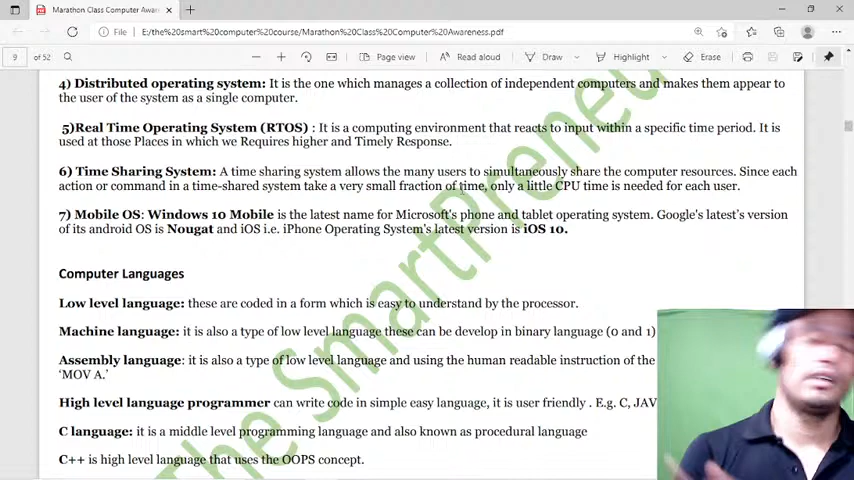 Marathon Class Computer Awar
File
E:/the%20smart%20computer%20course/Marathon%20Class%20Computer%20Awareness.pdf
9 of 52
Page view
Read aloud
Draw
Highlight
Erase
4) Distributed operating system: It is the one which manages a collection of independent computers and makes them appear to
the user of the system as a single computer.
5)Real Time Operating System (RTOS) : It is a computing environment that reacts to input within a specific time period. It is
used at those Places in which we Requires higher and Timely Response.
6) Time Sharing System: A time sharing system allows the many users to simultaneously share the computer resources. Since each
action or command in a time-shared system take a very small fraction of time, only a little CPU time is needed for each user.
7) Mobile OS: Windows 10 Mobile is the latest name for Microsoft's phone and tablet operating system. Google's latest's version
of its android OS is Nougat and iOS i.e. iPhone Operating System's latest version is iOS 10.
Computer Languages
Low level language: these are coded in a form which is easy to understand by the processor.
Machine language: it is also a type of low level language these can be develop in binary language (0 and 1)
Assembly language: it is also a type of low level language and using the human readable instruction of the
'MOV A.'
High level language programmer can write code in simple easy language, it is user friendly . E.g. C, JAV
C language: it is a middle level programming language and also known as procedural language
C++ is high level language that uses the OOPS concept.
The SmartPreneur